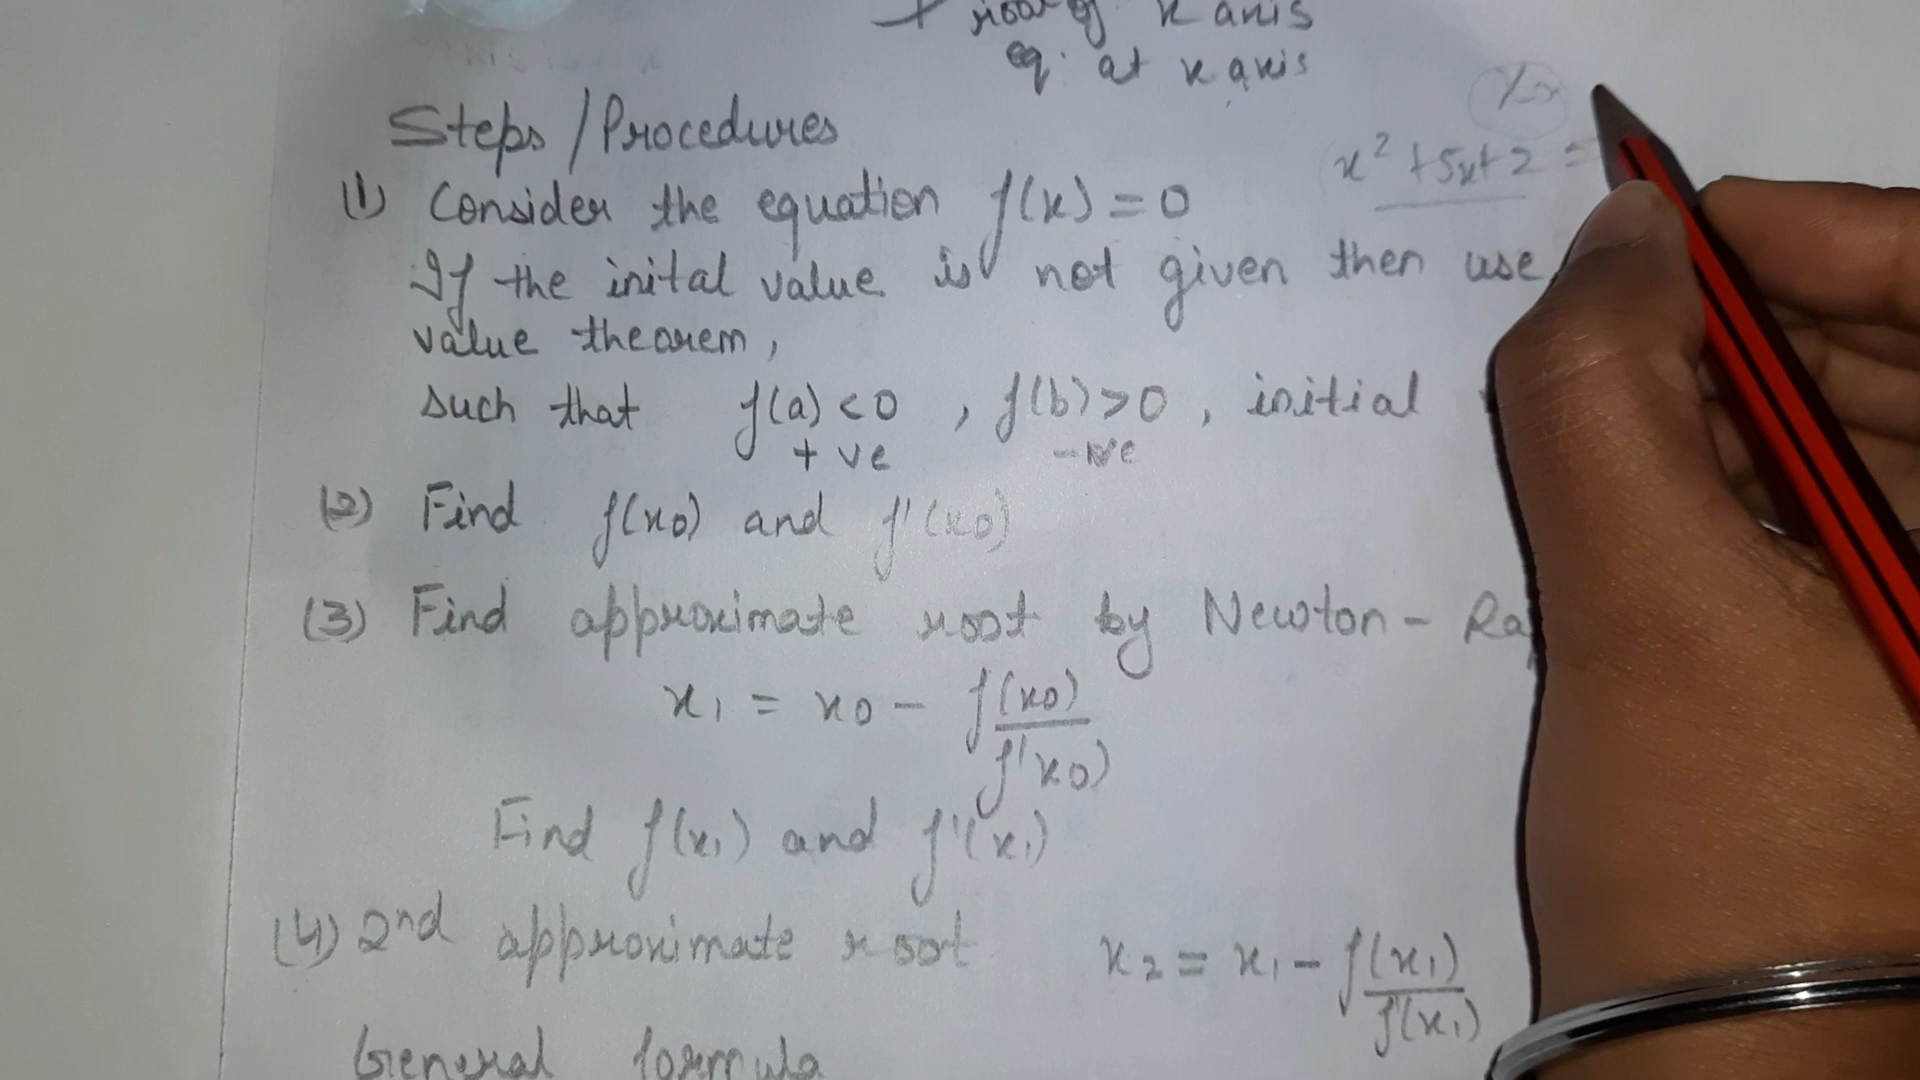 root of x axis
eq. at x axis
Steps / Procedures
x² + 5x + 2 =
(1) Consider the equation f(x) = 0
If the inital value is not given then use
value theorem,
such that f(a) < 0 , f(b) > 0 , initial
+ ve - ve
(2) Find f(x0) and f'(x0)
(3) Find approximate root by Newton - Ra
x1 = x0 - f(x0)
f'x0)
Find f(x1) and f'(x1)
(4) 2nd approximate root x2 = x1 - f(x1)
f'(x1)
General formula